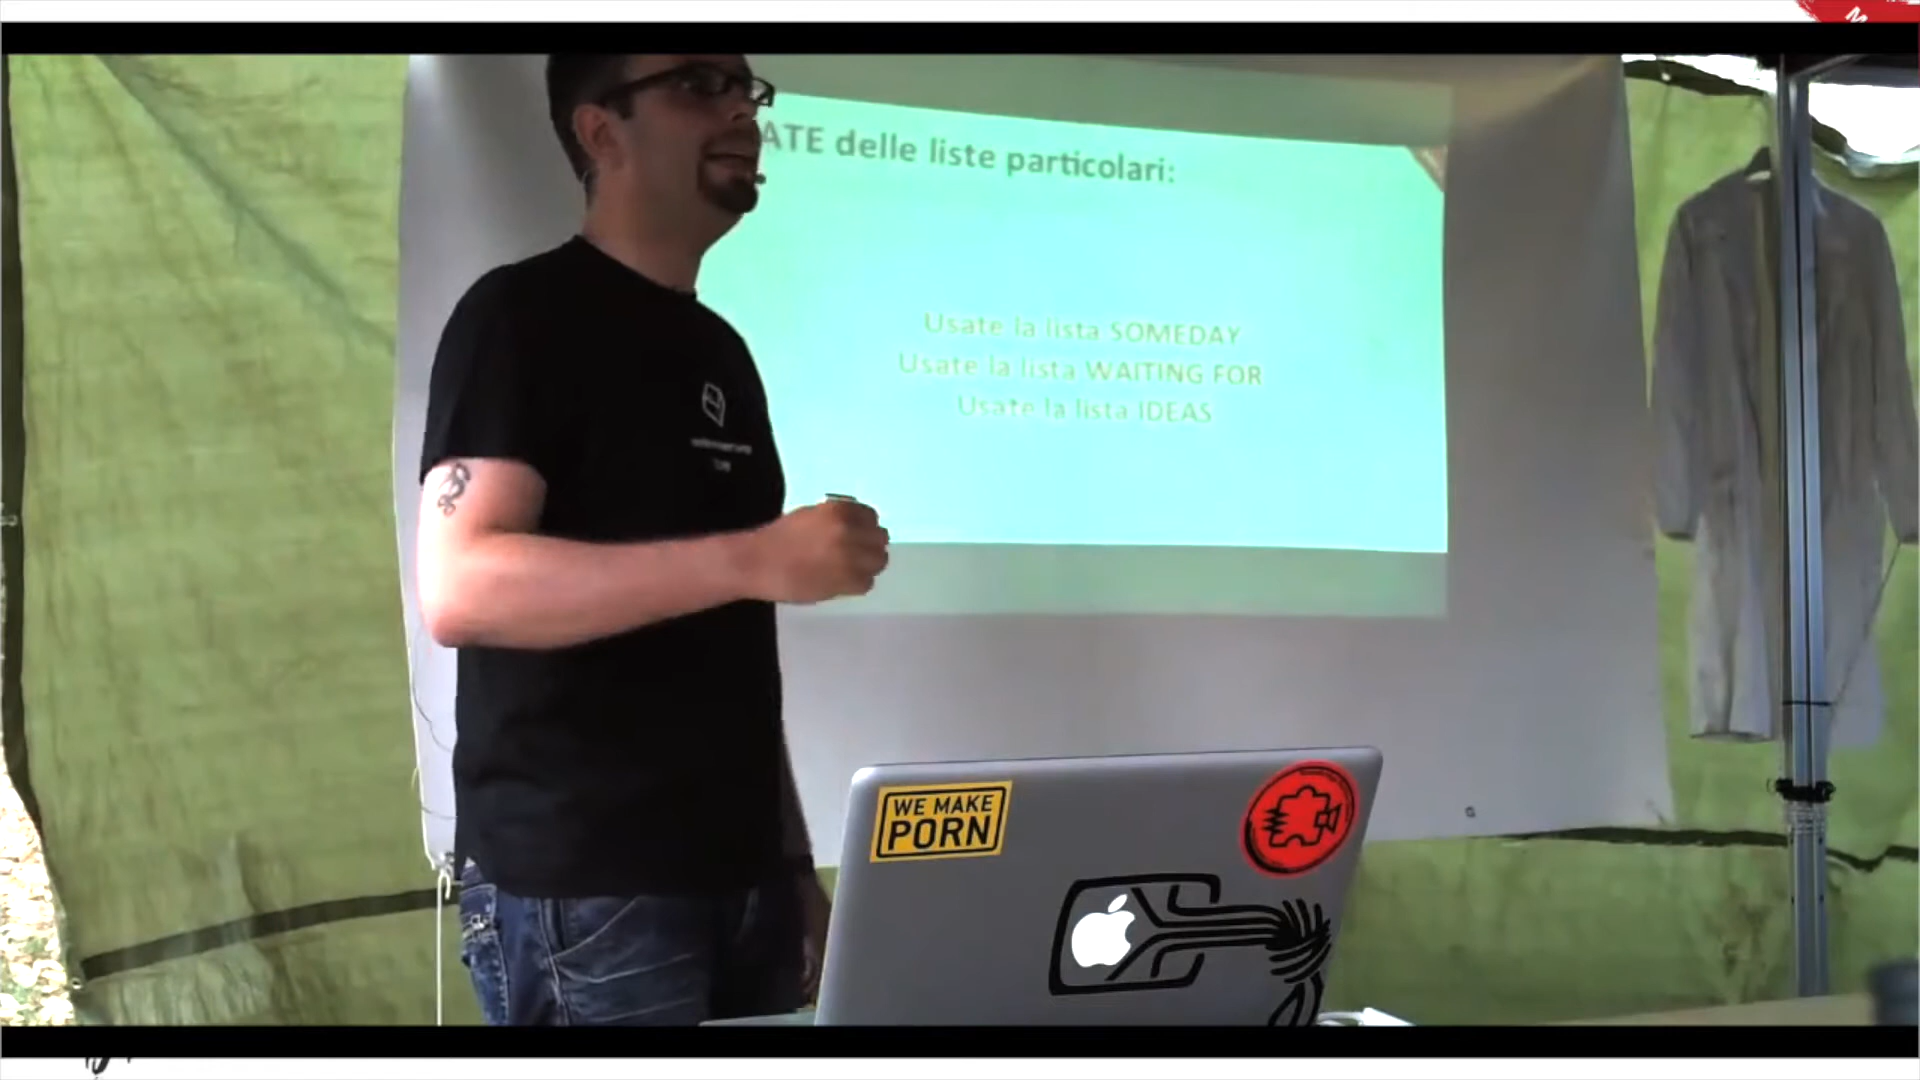 ATE delle liste particolari:
Usate la lista SOMEDAY
Usate la lista WAITING FOR
Usate la lista IDEAS
WE MAKE
PORN